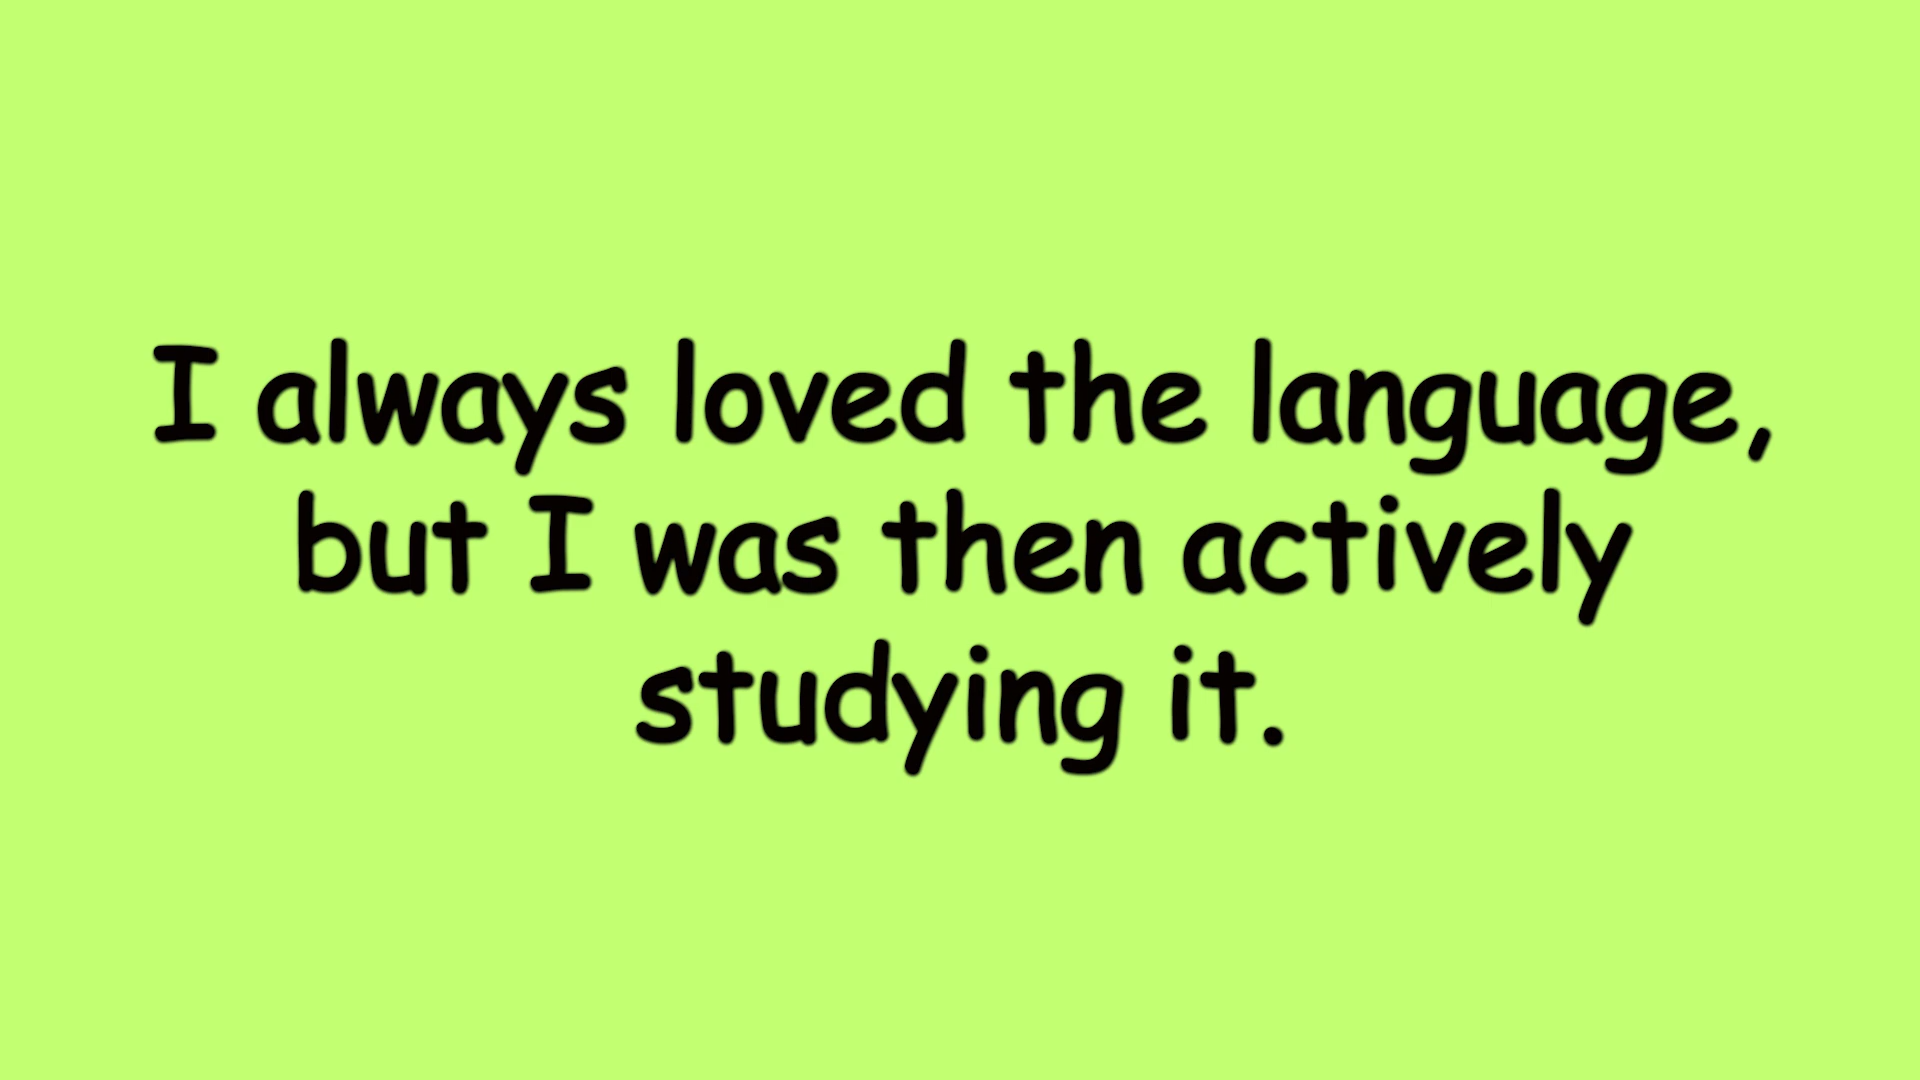 I always loved the language,
but I was then actively
studying it.